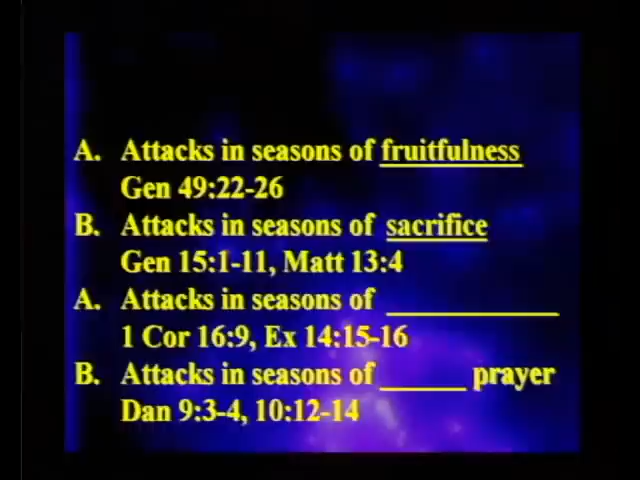 A. Attacks in seasons of fruitfulness
Gen 49:22-26
B. Attacks in seasons of sacrifice
Gen 15:1-11, Matt 13:4
A. Attacks in seasons of ____________
1 Cor 16:9, Ex 14:15-16
B. Attacks in seasons of ______ prayer
Dan 9:3-4, 10:12-14